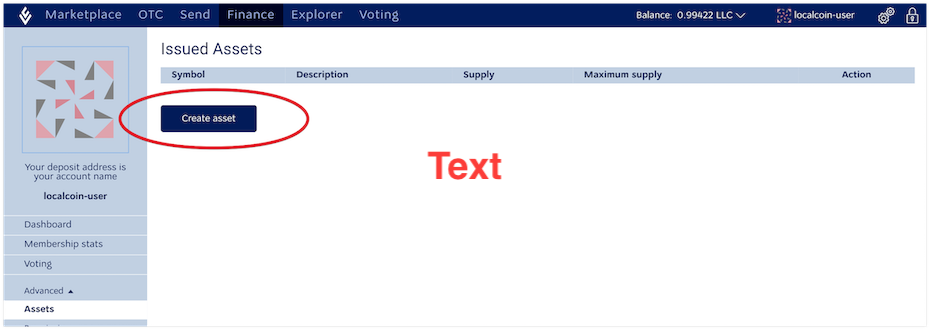 Marketplace OTC Send Finance Explorer Voting Balance: 0.99422 LLC localcoin-user
Issued Assets
Symbol Description Supply Maximum supply Action
Create asset
Text
Your deposit address is
your account name
localcoin-user
Dashboard
Membership stats
Voting
Advanced
Assets